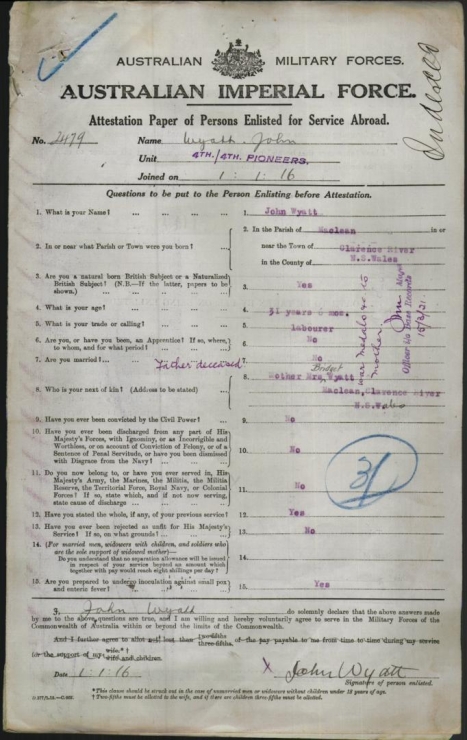 Indexed
AUSTRALIAN MILITARY FORCES.
AUSTRALIAN IMPERIAL FORCE.
Attestation Paper of Persons Enlisted for Service Abroad.
No. 2479 Name Wyatt John
Unit 4TH./4TH. PIONEERS.
Joined on 1 . 1 . 16
Questions to be put to the Person Enlisting before Attestation.
1. What is your Name? ... ... ... ... 1. John Wyatt
2. In or near what Parish or Town were you born? ... 2. In the Parish of Maclean in or
near the Town of Clarence River
in the County of N.S.Wales
3. Are you a natural born British Subject or a Naturalized
British Subject? (N.B.—If the latter, papers to be
shown.) 3. Yes
4. What is your age? ... ... ... ... 4. 31 years 6 mos.
5. What is your trade or calling? ... ... ... 5. labourer
6. Are you, or have you been, an Apprentice? If so, where,
to whom, and for what period? 6. No
7. Are you married? ... ... ... ... 7. No
Father deceased
Bridget
8. Who is your next of kin? (Address to be stated) 8. Mother Mrs. Wyatt
Maclean, Clarence River
N.S.Wales
War Medals &c to
Mother
Officer i/c Base Records
15/3/21
9. Have you ever been convicted by the Civil Power? ... 9. No
10. Have you ever been discharged from any part of His
Majesty's Forces, with Ignominy, or as Incorrigible and
Worthless, or on account of Conviction of Felony, or of a
Sentence of Penal Servitude, or have you been dismissed
with Disgrace from the Navy? ... ... 10. No
11. Do you now belong to, or have you ever served in, His
Majesty's Army, the Marines, the Militia, the Militia
Reserve, the Territorial Force, Royal Navy, or Colonial
Forces? If so, state which, and if not now serving,
state cause of discharge ... ... ... 11. No
12. Have you stated the whole, if any, of your previous service? 12. Yes
13. Have you ever been rejected as unfit for His Majesty's
Service? If so, on what grounds? ... ... 13. No
14. (For married men, widowers with children, and soldiers who
are the sole support of widowed mother)—
Do you understand that no separation allowance will be issued
in respect of your service beyond an amount which
together with pay would reach eight shillings per day? 14.
15. Are you prepared to undergo inoculation against small pox
and enteric fever? 15. Yes
31
I, John Wyatt do solemnly declare that the above answers made
by me to the above questions are true, and I am willing and hereby voluntarily agree to serve in the Military Forces of the
Commonwealth of Australia within or beyond the limits of the Commonwealth.
And I further agree to allot not less than two-fifths three-fifths of the pay payable to me from time to time during my service
for the support of my wife.*† wife and children.
Date 1 . 1 . 16 X John Wyatt
Signature of person enlisted.
*This clause should be struck out in the case of unmarried men or widowers without children under 18 years of age.
†Two-fifths must be allotted to the wife, and if there are children three-fifths must be allotted.